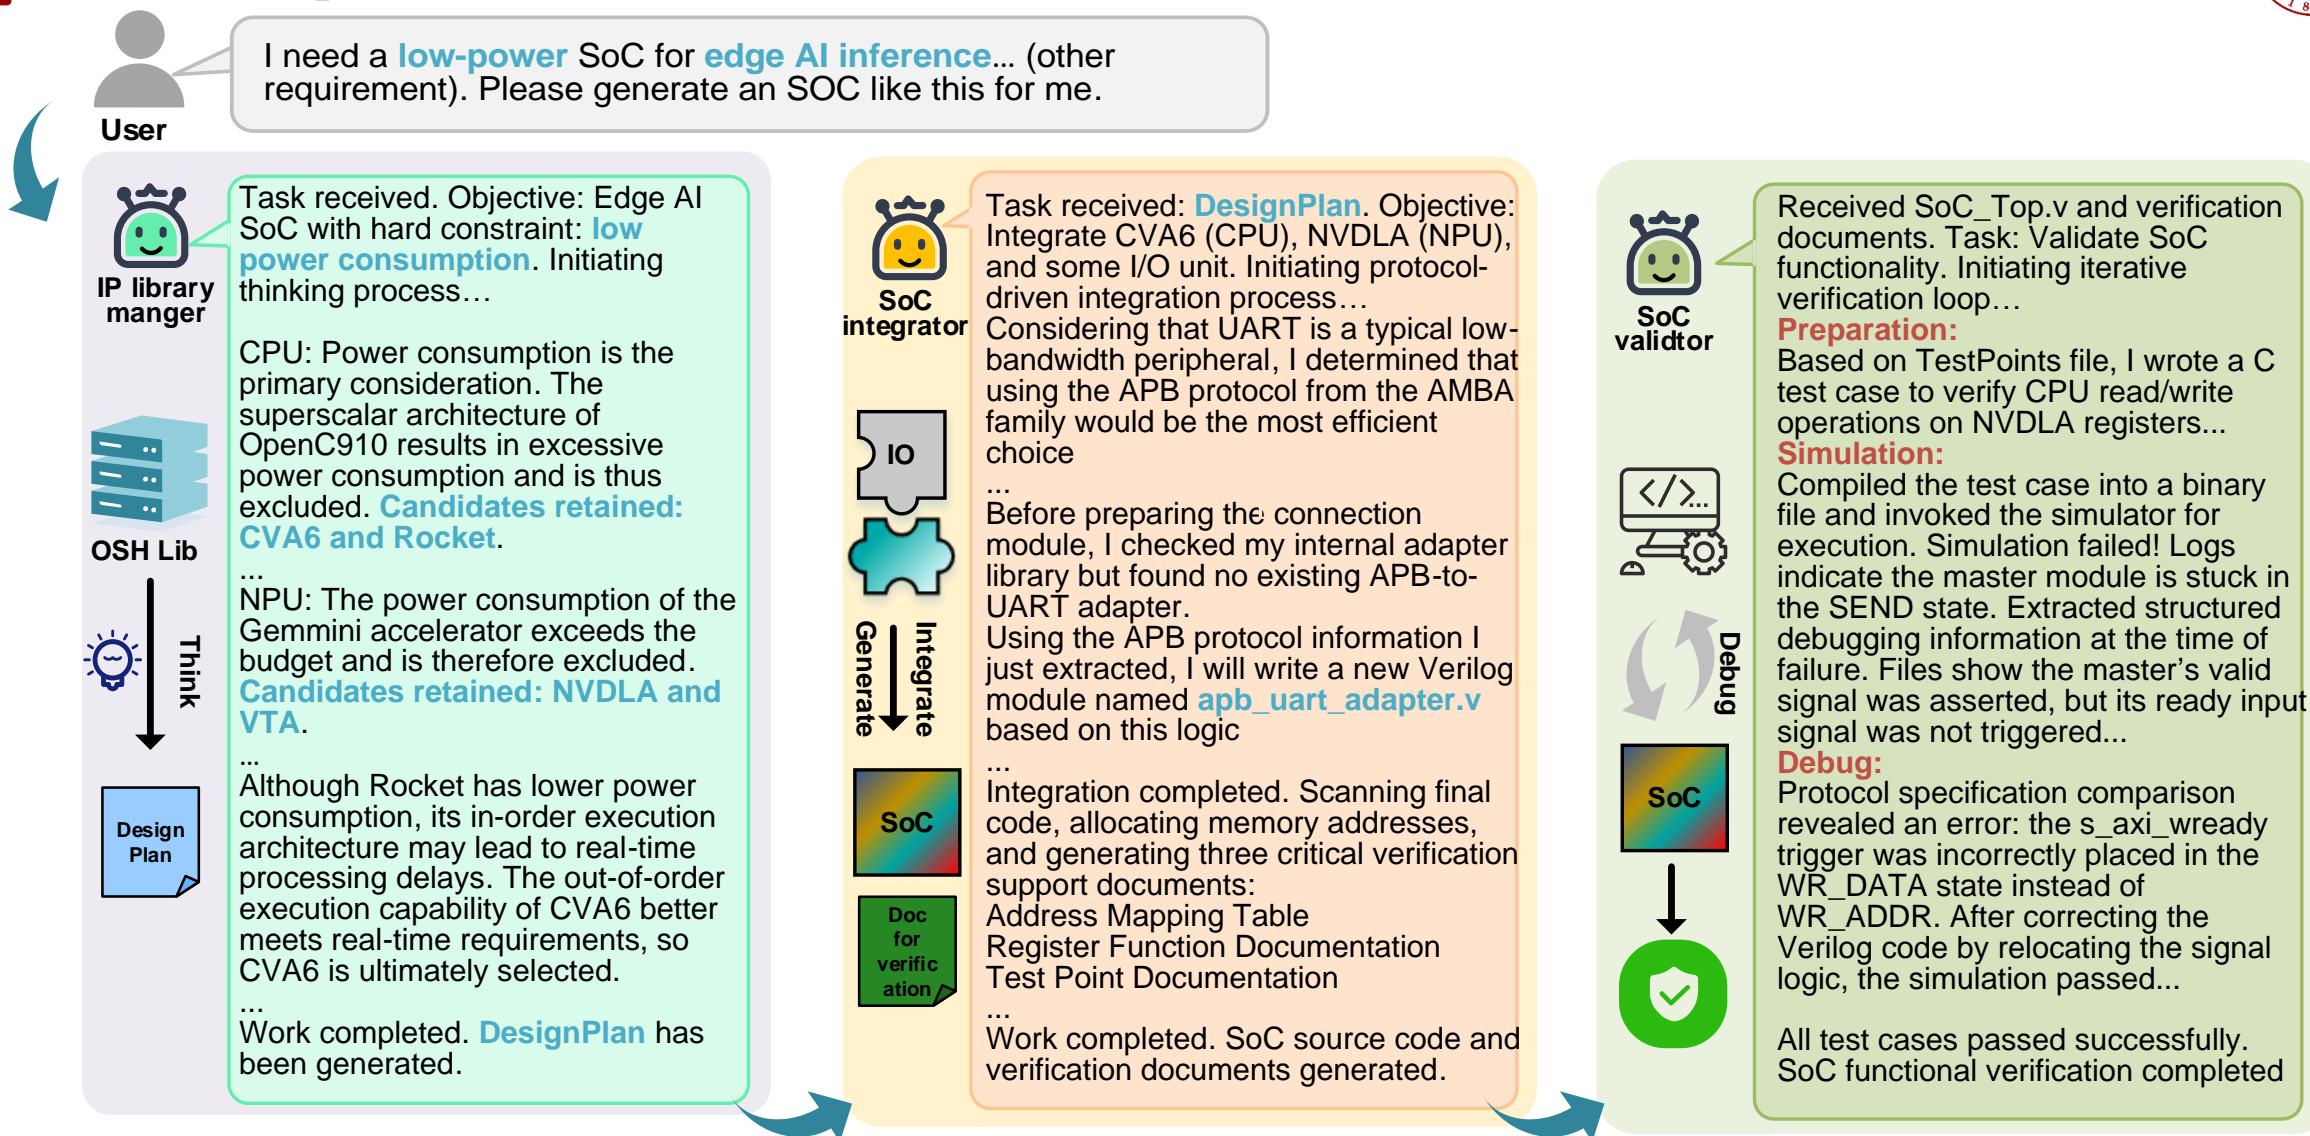 I need a low-power SoC for edge AI inference... (other
requirement). Please generate an SOC like this for me.
User
IP library
manger
OSH Lib
Think
Design
Plan
Task received. Objective: Edge AI
SoC with hard constraint: low
power consumption. Initiating
thinking process…
CPU: Power consumption is the
primary consideration. The
superscalar architecture of
OpenC910 results in excessive
power consumption and is thus
excluded. Candidates retained:
CVA6 and Rocket.
...
NPU: The power consumption of the
Gemmini accelerator exceeds the
budget and is therefore excluded.
Candidates retained: NVDLA and
VTA.
...
Although Rocket has lower power
consumption, its in-order execution
architecture may lead to real-time
processing delays. The out-of-order
execution capability of CVA6 better
meets real-time requirements, so
CVA6 is ultimately selected.
...
Work completed. DesignPlan has
been generated.
SoC
integrator
IO
Generate
Integrate
SoC
Doc
for
verific
ation
Task received: DesignPlan. Objective:
Integrate CVA6 (CPU), NVDLA (NPU),
and some I/O unit. Initiating protocol-
driven integration process…
Considering that UART is a typical low-
bandwidth peripheral, I determined that
using the APB protocol from the AMBA
family would be the most efficient
choice
...
Before preparing the connection
module, I checked my internal adapter
library but found no existing APB-to-
UART adapter.
Using the APB protocol information I
just extracted, I will write a new Verilog
module named apb_uart_adapter.v
based on this logic
...
Integration completed. Scanning final
code, allocating memory addresses,
and generating three critical verification
support documents:
Address Mapping Table
Register Function Documentation
Test Point Documentation
...
Work completed. SoC source code and
verification documents generated.
SoC
validtor
</>...
Debug
SoC
Received SoC_Top.v and verification
documents. Task: Validate SoC
functionality. Initiating iterative
verification loop…
Preparation:
Based on TestPoints file, I wrote a C
test case to verify CPU read/write
operations on NVDLA registers...
Simulation:
Compiled the test case into a binary
file and invoked the simulator for
execution. Simulation failed! Logs
indicate the master module is stuck in
the SEND state. Extracted structured
debugging information at the time of
failure. Files show the master's valid
signal was asserted, but its ready input
signal was not triggered...
Debug:
Protocol specification comparison
revealed an error: the s_axi_wready
trigger was incorrectly placed in the
WR_DATA state instead of
WR_ADDR. After correcting the
Verilog code by relocating the signal
logic, the simulation passed...
All test cases passed successfully.
SoC functional verification completed